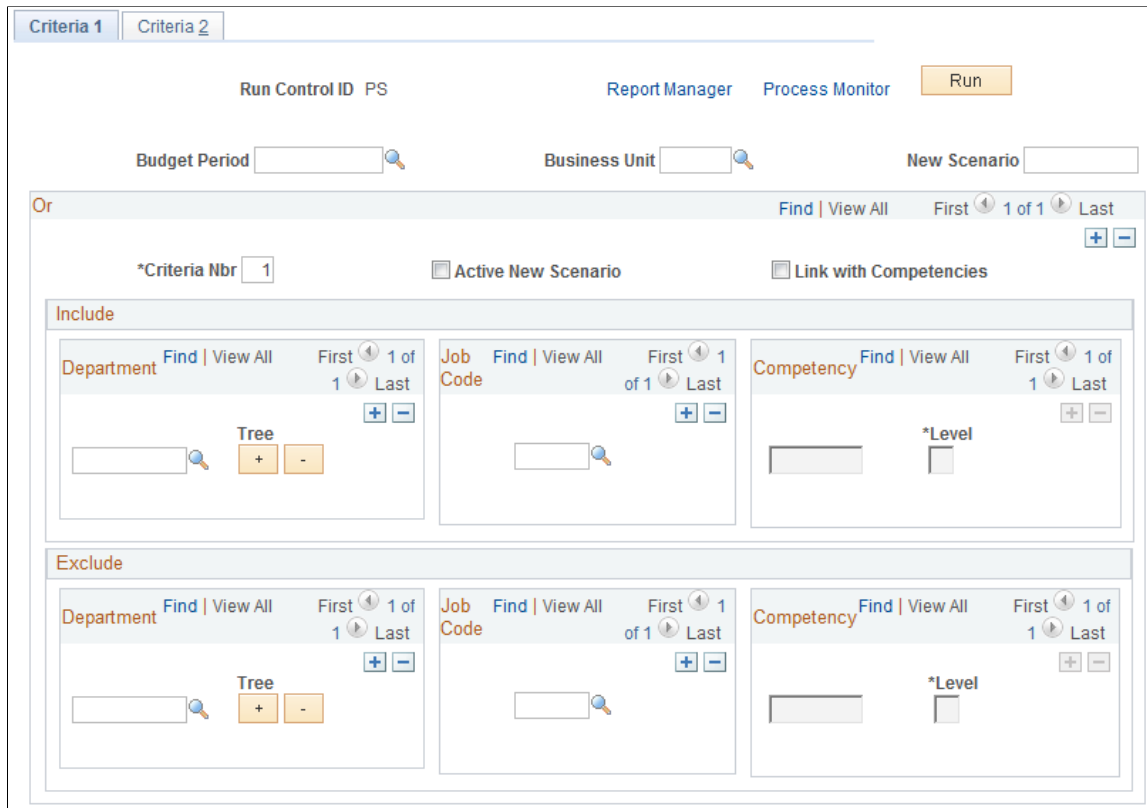 Criteria 1 Criteria 2
Run Control ID PS Report Manager Process Monitor Run
Budget Period Business Unit New Scenario
Or Find | View All First 1 of 1 Last
+ -
*Criteria Nbr 1 Active New Scenario Link with Competencies
Include
Department Find | View All First 1 of
1 Last
Job Code Find | View All First 1
of 1 Last
Competency Find | View All First 1 of
1 Last
+ - + - + -
Tree *Level
+ -
Exclude
Department Find | View All First 1 of
1 Last
Job Code Find | View All First 1
of 1 Last
Competency Find | View All First 1 of
1 Last
+ - + - + -
Tree *Level
+ -